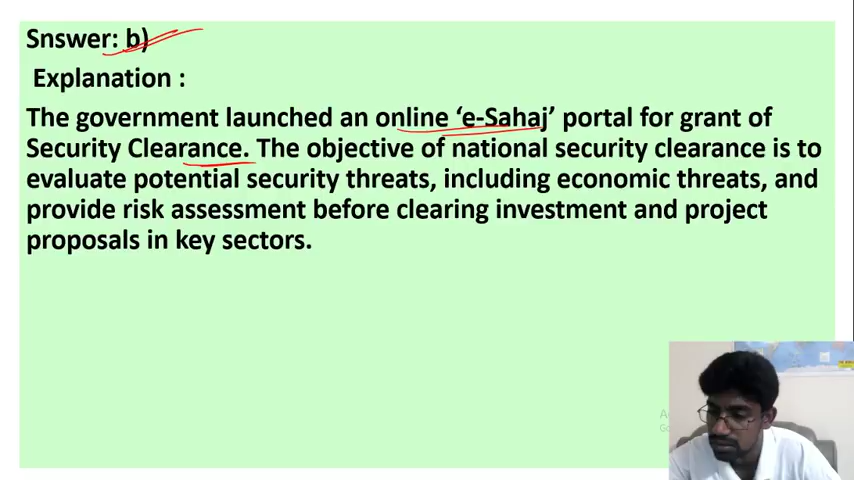 Snswer: b)
Explanation :
The government launched an online ‘e-Sahaj’ portal for grant of
Security Clearance. The objective of national security clearance is to
evaluate potential security threats, including economic threats, and
provide risk assessment before clearing investment and project
proposals in key sectors.